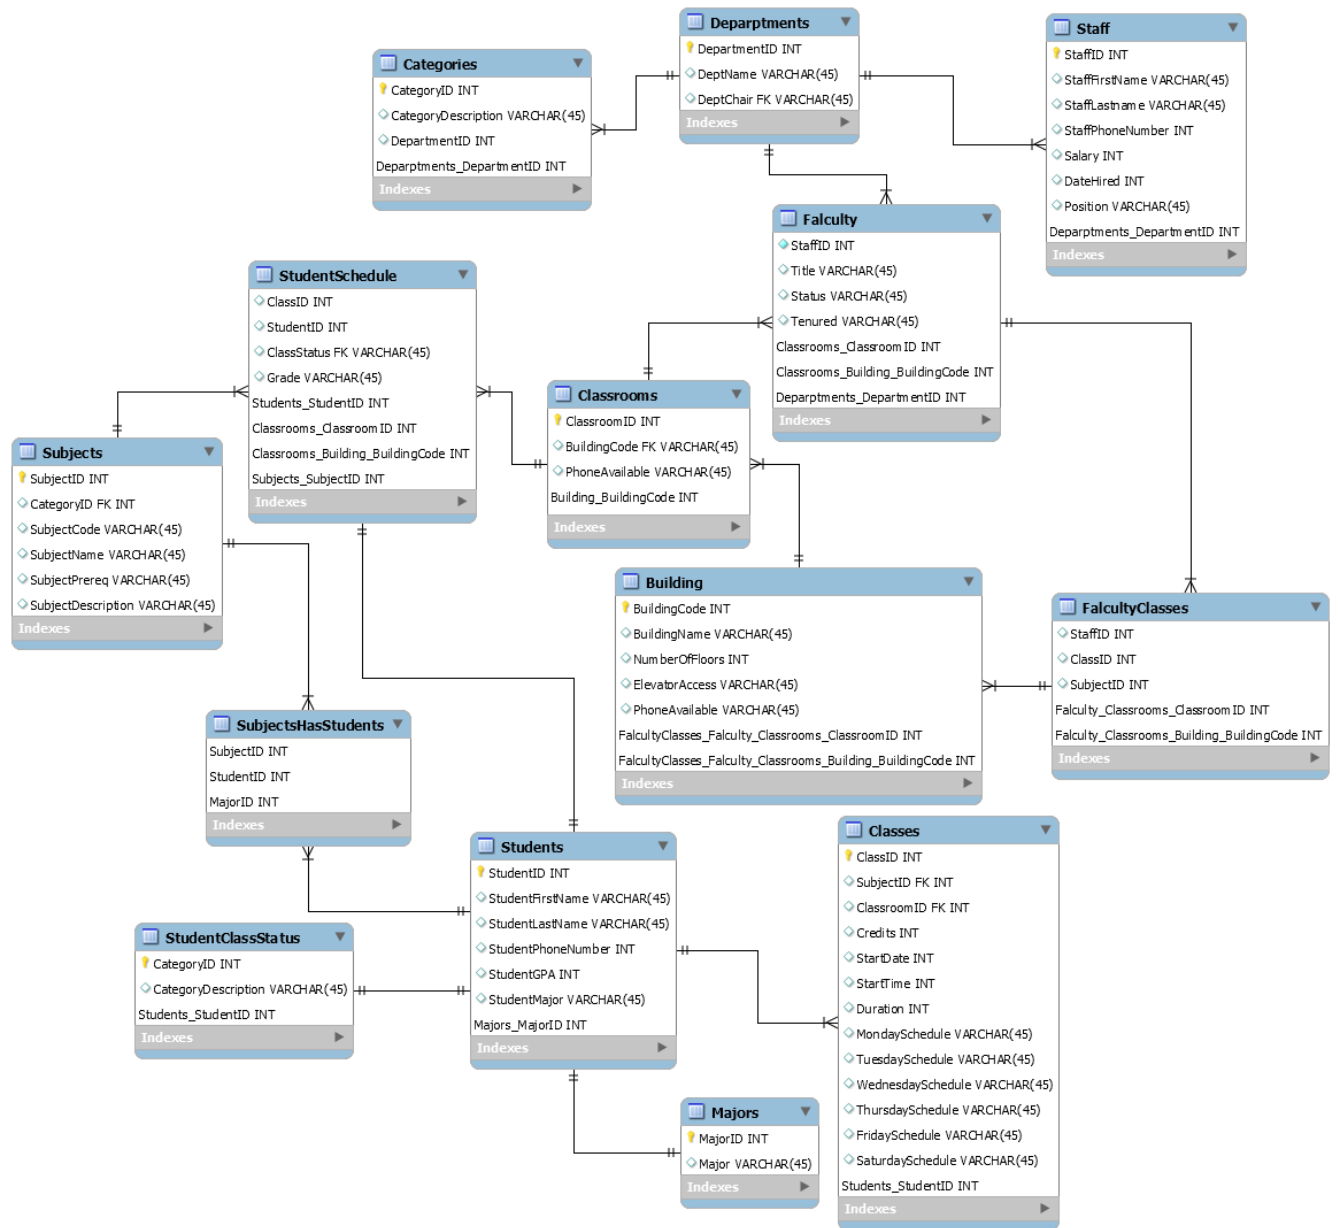 Deparptments
DepartmentID INT
DeptName VARCHAR(45)
DeptChair FK VARCHAR(45)
Indexes
Staff
StaffID INT
StaffFirstName VARCHAR(45)
StaffLastname VARCHAR(45)
StaffPhoneNumber INT
Salary INT
DateHired INT
Position VARCHAR(45)
Deparptments_DepartmentID INT
Indexes
Categories
CategoryID INT
CategoryDescription VARCHAR(45)
DepartmentID INT
Deparptments_DepartmentID INT
Indexes
Falculty
StaffID INT
Title VARCHAR(45)
Status VARCHAR(45)
Tenured VARCHAR(45)
Classrooms_ClassroomID INT
Classrooms_Building_BuildingCode INT
Deparptments_DepartmentID INT
Indexes
StudentSchedule
ClassID INT
StudentID INT
ClassStatus FK VARCHAR(45)
Grade VARCHAR(45)
Students_StudentID INT
Classrooms_ClassroomID INT
Classrooms_Building_BuildingCode INT
Subjects_SubjectID INT
Indexes
Classrooms
ClassroomID INT
BuildingCode FK VARCHAR(45)
PhoneAvailable VARCHAR(45)
Building_BuildingCode INT
Indexes
Subjects
SubjectID INT
CategoryID FK INT
SubjectCode VARCHAR(45)
SubjectName VARCHAR(45)
SubjectPrereq VARCHAR(45)
SubjectDescription VARCHAR(45)
Indexes
Building
BuildingCode INT
BuildingName VARCHAR(45)
NumberOfFloors INT
ElevatorAccess VARCHAR(45)
PhoneAvailable VARCHAR(45)
FalcultyClasses_Falculty_Classrooms_ClassroomID INT
FalcultyClasses_Falculty_Classrooms_Building_BuildingCode INT
Indexes
FalcultyClasses
StaffID INT
ClassID INT
SubjectID INT
Falculty_Classrooms_ClassroomID INT
Falculty_Classrooms_Building_BuildingCode INT
Indexes
SubjectsHasStudents
SubjectID INT
StudentID INT
MajorID INT
Indexes
Students
StudentID INT
StudentFirstName VARCHAR(45)
StudentLastName VARCHAR(45)
StudentPhoneNumber INT
StudentGPA INT
StudentMajor VARCHAR(45)
Majors_MajorID INT
Indexes
Classes
ClassID INT
SubjectID FK INT
ClassroomID FK INT
Credits INT
StartDate INT
StartTime INT
Duration INT
MondaySchedule VARCHAR(45)
TuesdaySchedule VARCHAR(45)
WednesdaySchedule VARCHAR(45)
ThursdaySchedule VARCHAR(45)
FridaySchedule VARCHAR(45)
SaturdaySchedule VARCHAR(45)
Students_StudentID INT
Indexes
StudentClassStatus
CategoryID INT
CategoryDescription VARCHAR(45)
Students_StudentID INT
Indexes
Majors
MajorID INT
Major VARCHAR(45)
Indexes